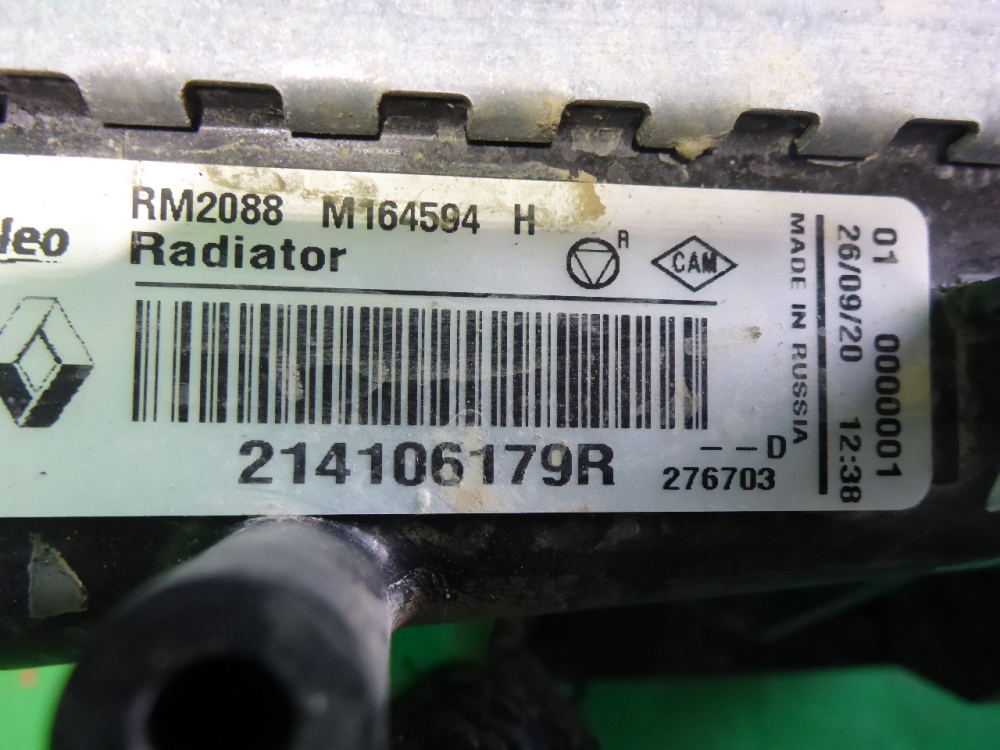 RM2088 M164594 H
Radiator
R
CAM
214106179R
--D
276703
MADE IN RUSSIA
26/09/20 12:38
01 0000001